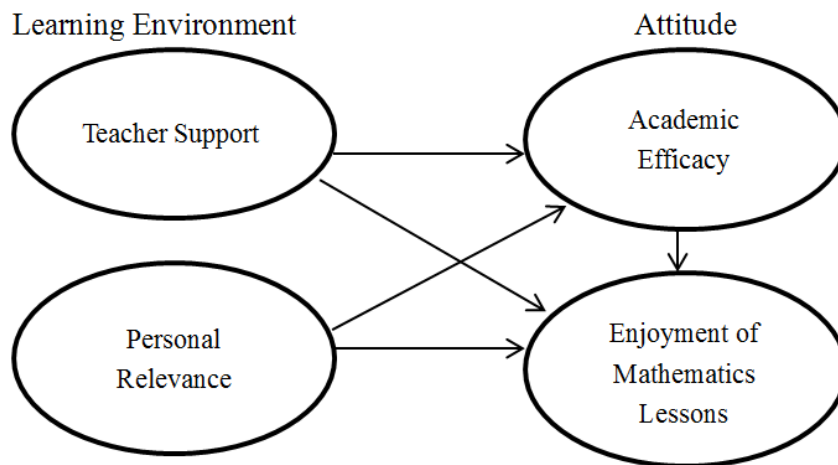 Learning Environment
Attitude
Teacher Support
Academic
Efficacy
Personal
Relevance
Enjoyment of
Mathematics
Lessons